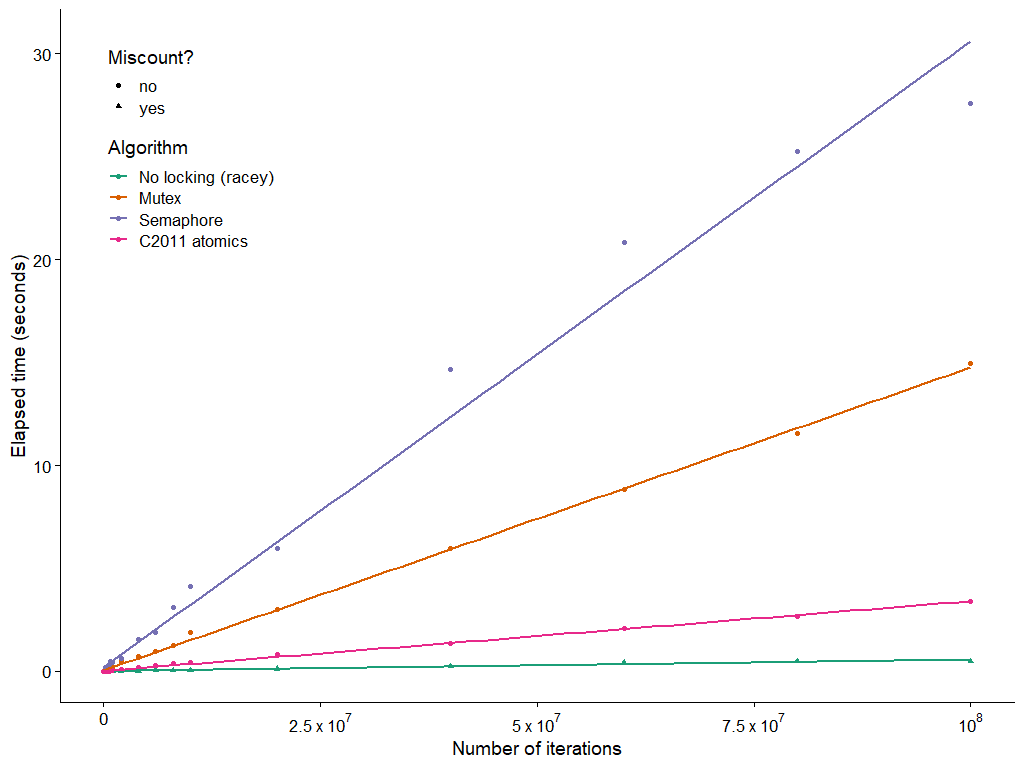 Miscount?
no
yes
Algorithm
No locking (racey)
Mutex
Semaphore
C2011 atomics
Elapsed time (seconds)
30
20
10
0
0
2.5 x 10^7
5 x 10^7
7.5 x 10^7
10^8
Number of iterations